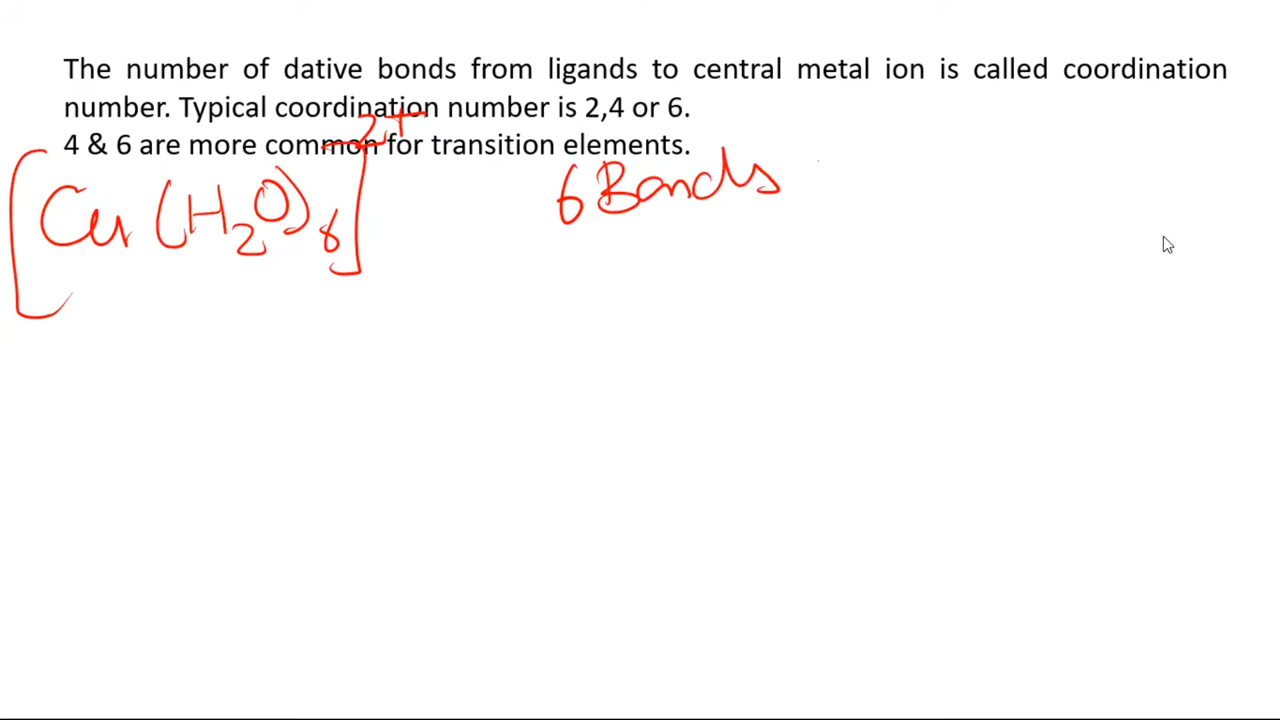 The number of dative bonds from ligands to central metal ion is called coordination
number. Typical coordination number is 2,4 or 6.
4 & 6 are more common for transition elements.
[Cu(H₂O)₆]²⁺
6 Bonds